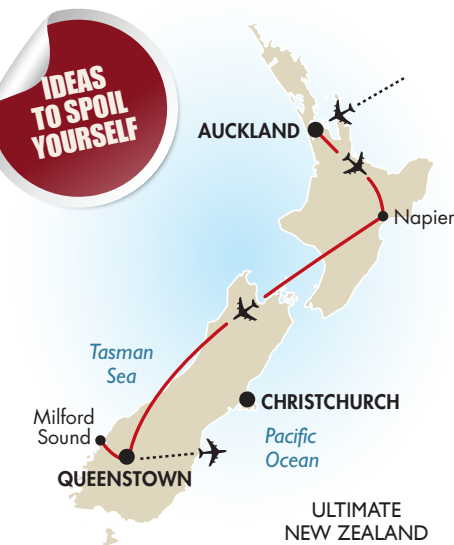 IDEAS
TO SPOIL
YOURSELF
AUCKLAND
Napier
Tasman
Sea
CHRISTCHURCH
Milford
Sound
Pacific
Ocean
QUEENSTOWN
ULTIMATE
NEW ZEALAND